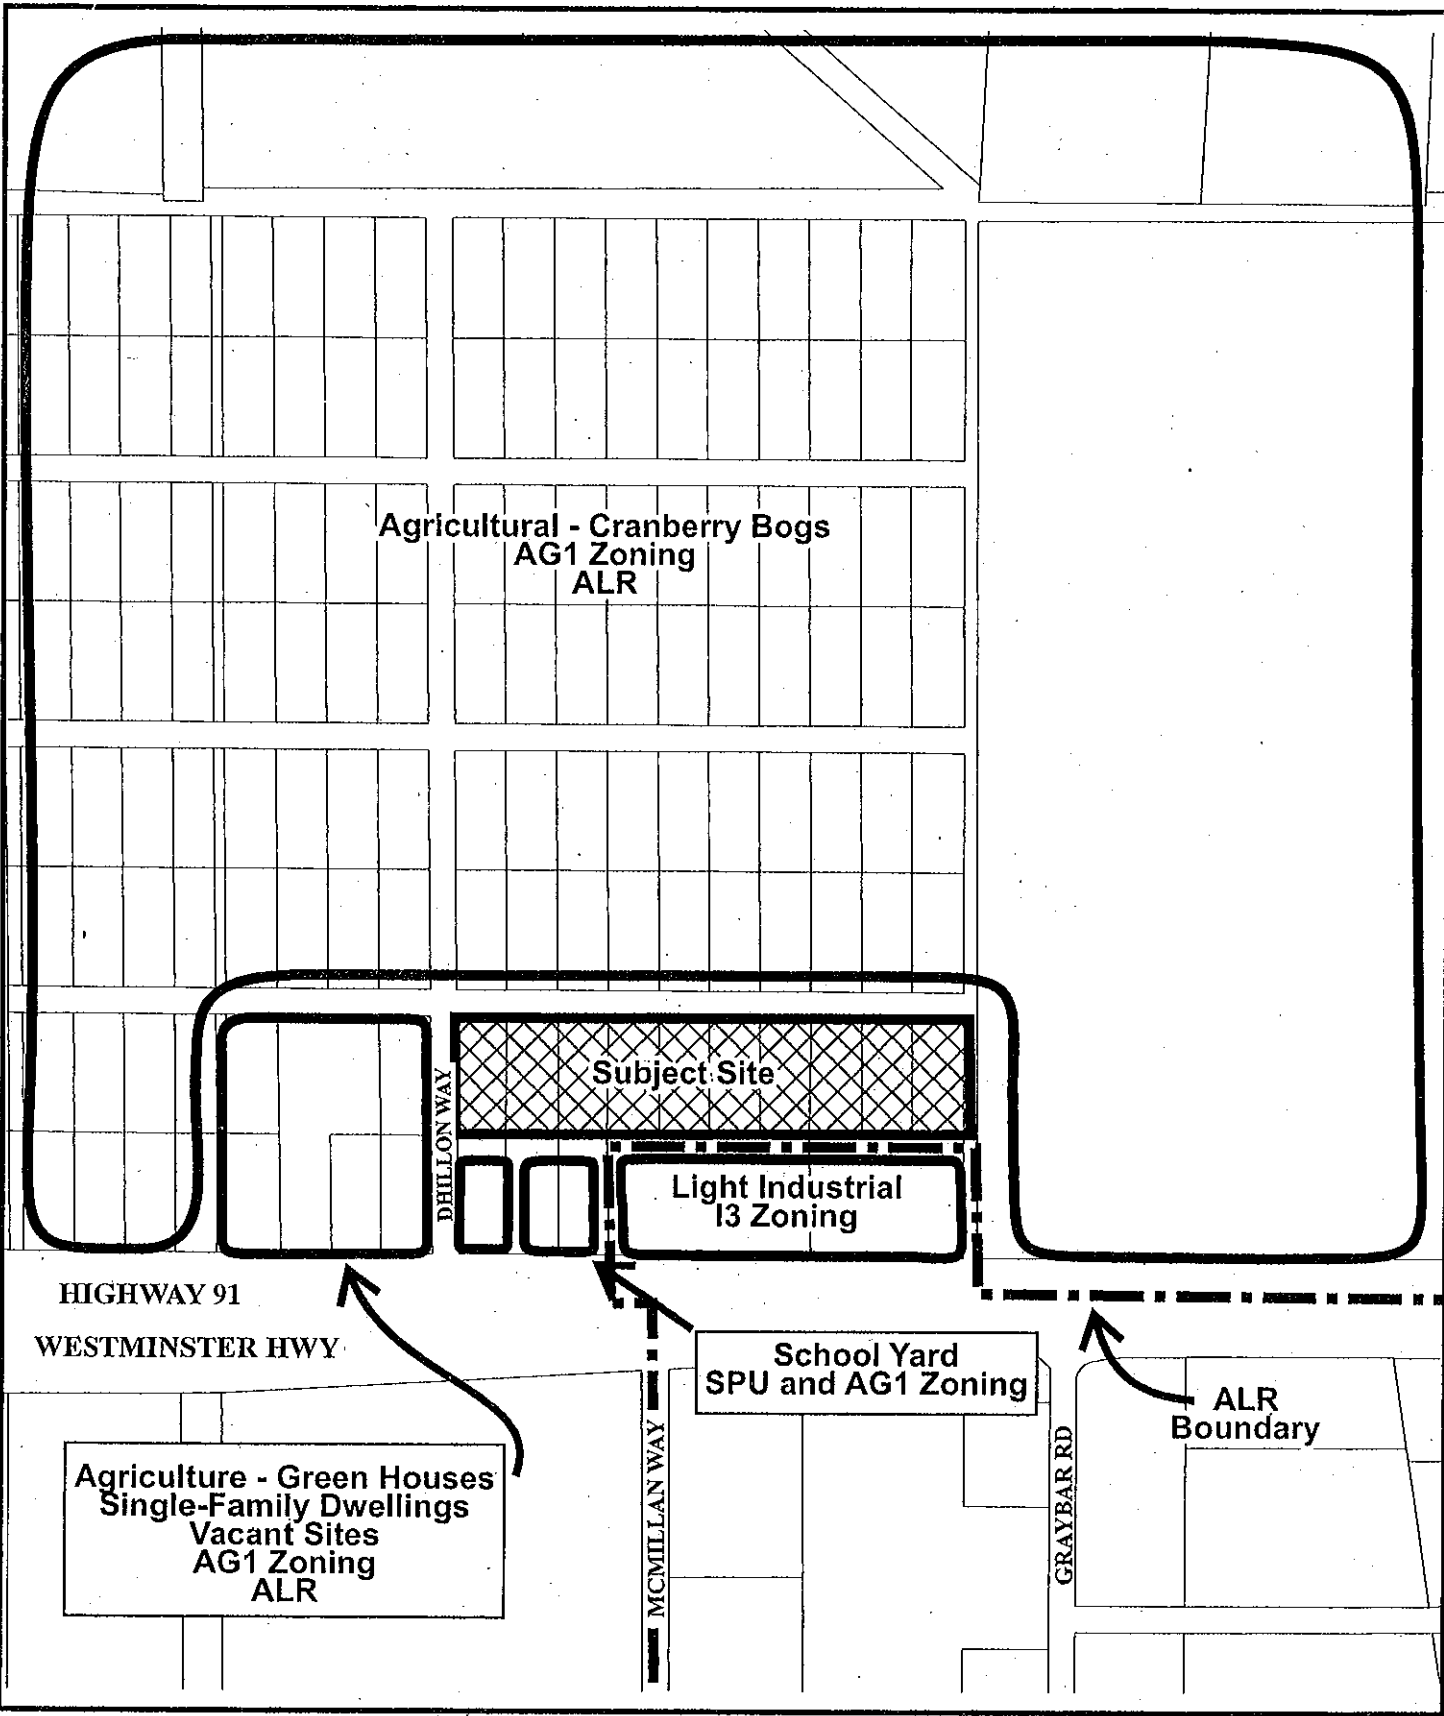 Agricultural - Cranberry Bogs
AG1 Zoning
ALR
Subject Site
DHILLON WAY
Light Industrial
I3 Zoning
HIGHWAY 91
WESTMINSTER HWY
School Yard
SPU and AG1 Zoning
ALR
Boundary
Agriculture - Green Houses
Single-Family Dwellings
Vacant Sites
AG1 Zoning
ALR
MCMILLAN WAY
GRAYBAR RD